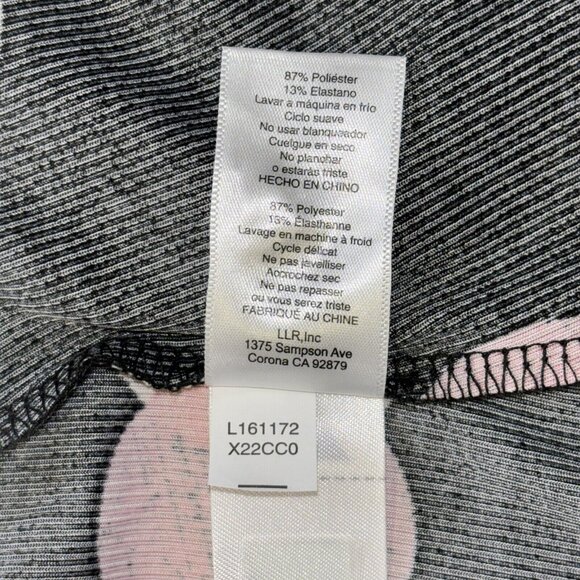 87% Poliéster
13% Elastano
Lavar a máquina en frío
Ciclo suave
No usar blanqueador
Cuelgue en seco
No planchar
o estarás triste
HECHO EN CHINO
87% Polyester
13% Élasthanne
Lavage en machine à froid
Cycle délicat
Ne pas javelliser
Accrochez sec
Ne pas repasser
ou vous serez triste
FABRIQUÉ AU CHINE
LLR,Inc
1375 Sampson Ave
Corona CA 92879
L161172
X22CC0